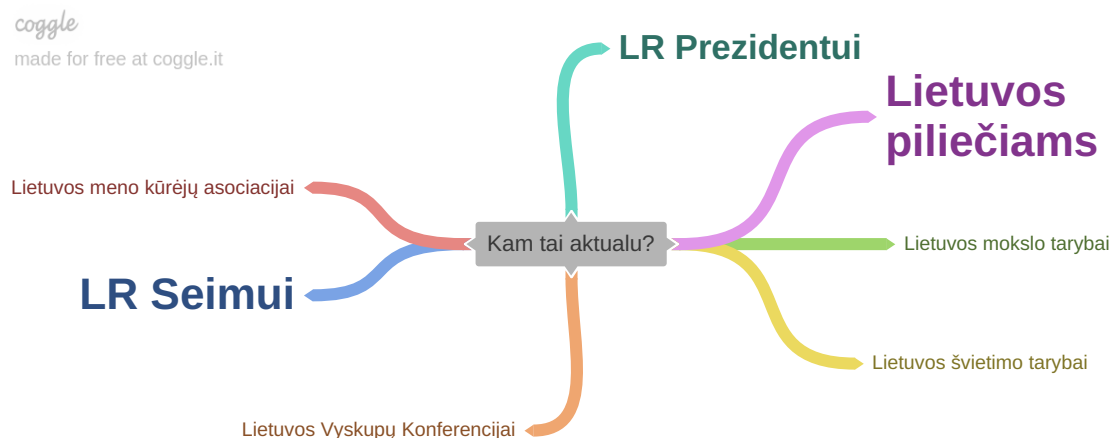 coggle
made for free at coggle.it
LR Prezidentui
Lietuvos
piliečiams
Lietuvos meno kūrėjų asociacijai
Kam tai aktualu?
Lietuvos mokslo tarybai
LR Seimui
Lietuvos švietimo tarybai
Lietuvos Vyskupų Konferencijai